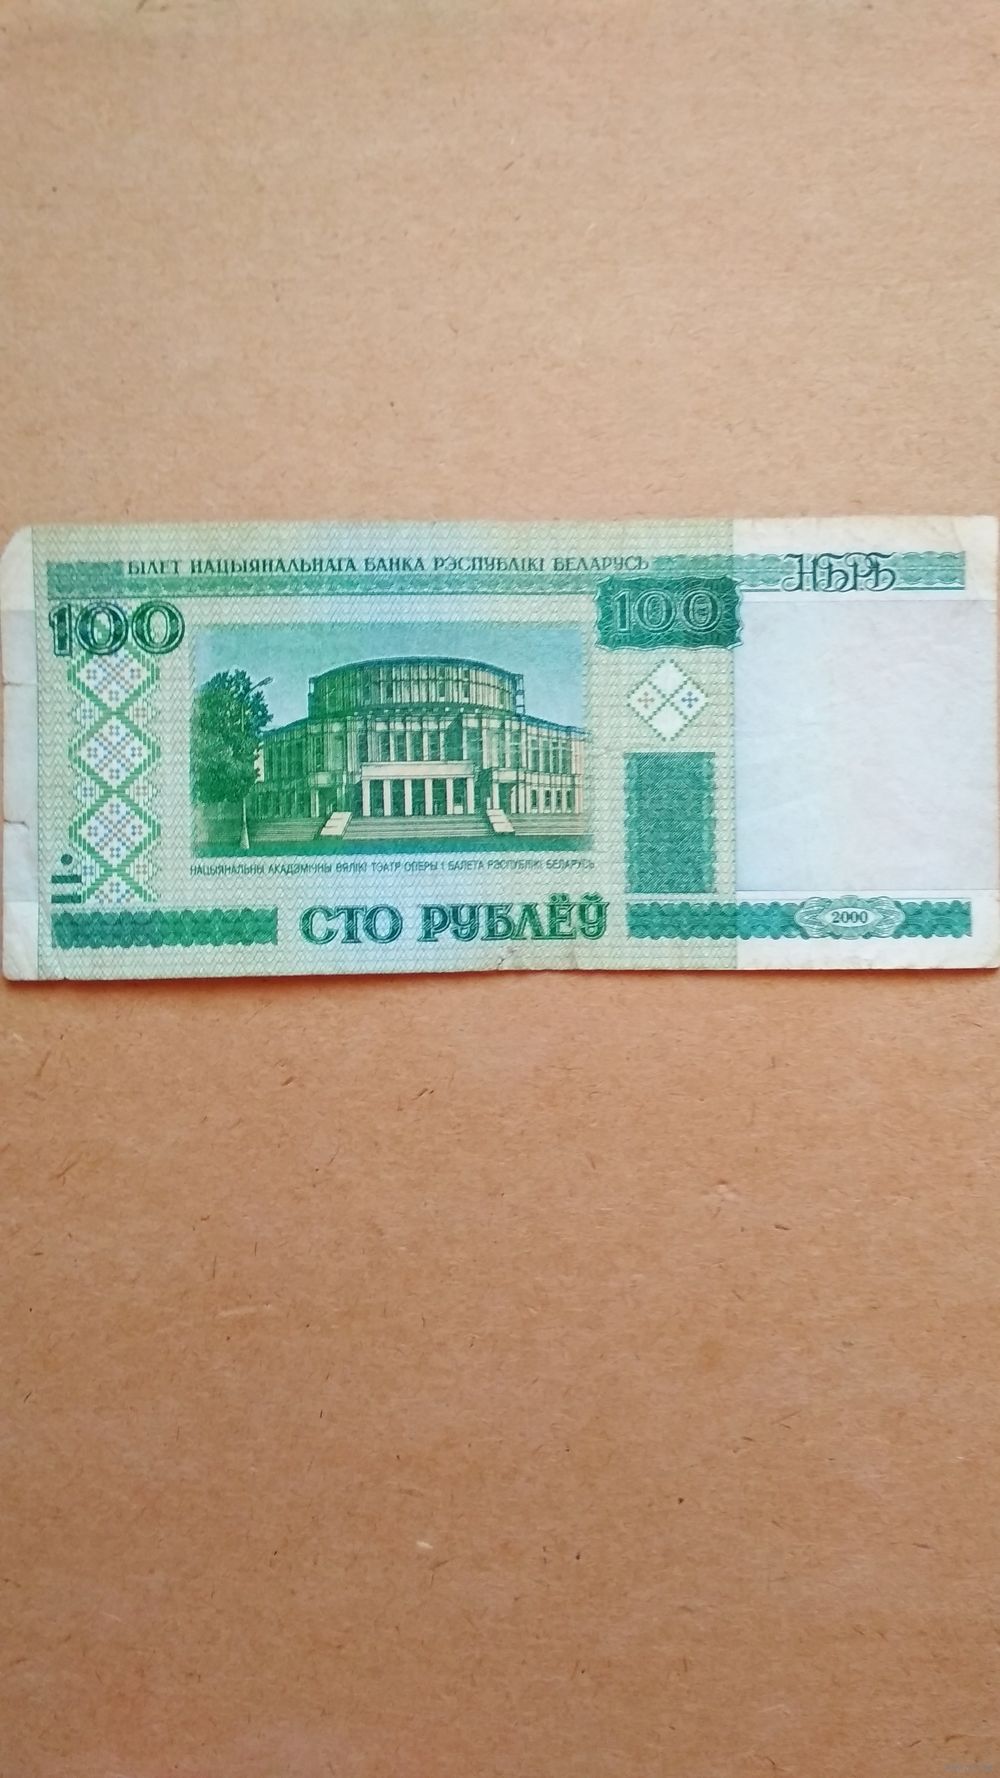 БІЛЕТ НАЦЫЯНАЛЬНАГА БАНКА РЭСПУБЛІКІ БЕЛАРУСЬ
НБРБ
100
100
НАЦЫЯНАЛЬНЫ АКАДЭМІЧНЫ ВЯЛІКІ ТЭАТР ОПЕРЫ І БАЛЕТА РЭСПУБЛІКІ БЕЛАРУСЬ
СТО РУБЛЁЎ
2000